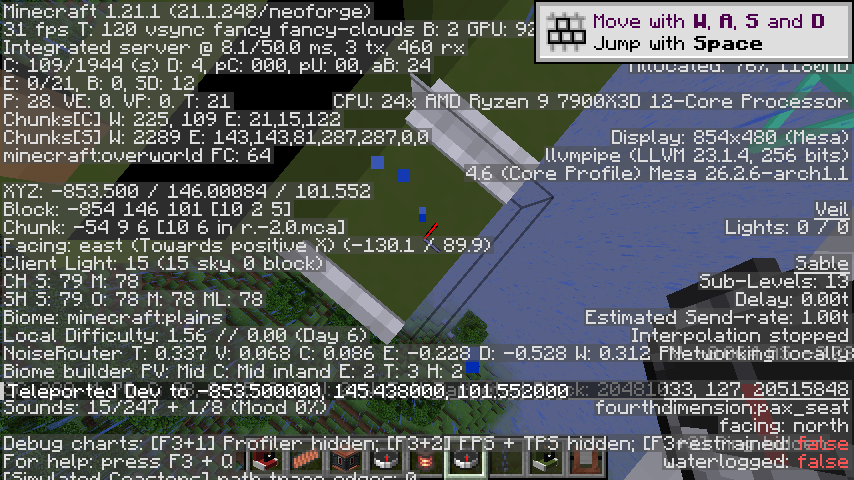 Minecraft 1.21.1 (21.1.248/neoforge)
31 fps T: 120 vsync fancy fancy-clouds B: 2 GPU: 92
Integrated server @ 8.1/50.0 ms, 3 tx, 460 rx
C: 109/1944 (s) D: 4, pC: 000, pU: 00, aB: 24
E: 0/21, B: 0, SD: 12
P: 28. VE: 0, VP: 0, T: 21
Chunks[C] W: 225, 109 E: 21,15,122
Chunks[S] W: 2289 E: 143,143,81,287,287,0,0
minecraft:overworld FC: 64
XYZ: -853.500 / 146.00084 / 101.552
Block: -854 146 101 [10 2 5]
Chunk: -54 9 6 [10 6 in r.-2.0.mca]
Facing: east (Towards positive X) (-130.1 / 89.9)
Client Light: 15 (15 sky, 0 block)
CH S: 79 M: 78
SH S: 79 O: 78 M: 78 ML: 78
Biome: minecraft:plains
Local Difficulty: 1.56 // 0.00 (Day 6)
NoiseRouter T: 0.337 V: 0.068 C: 0.086 E: -0.228 D: -0.528 W: 0.312 P
Biome builder PV: Mid C: Mid inland E: 2 T: 3 H: 2
Teleported Dev to -853.500000, 145.438000, 101.552000
Sounds: 15/247 + 1/8 (Mood 0%)
Debug charts: [F3+1] Profiler hidden; [F3+2] FPS + TPS hidden; [F3
For help: press F3 + Q
[Simulated Coasters] path trace edges: 0
Move with W, A, S and D
Jump with Space
Allocated: 76% 1180MB
CPU: 24x AMD Ryzen 9 7900X3D 12-Core Processor
Display: 854x480 (Mesa)
llvmpipe (LLVM 23.1.4, 256 bits)
4.6 (Core Profile) Mesa 26.2.6-arch1.1
Veil
Lights: 0 / 0
Sable
Sub-Levels: 13
Delay: 0.00t
Estimated Send-rate: 1.00t
Interpolation stopped
Networking locally
20481033, 127, 20515848
fourthdimension:pax_seat
facing: north
restrained: false
waterlogged: false